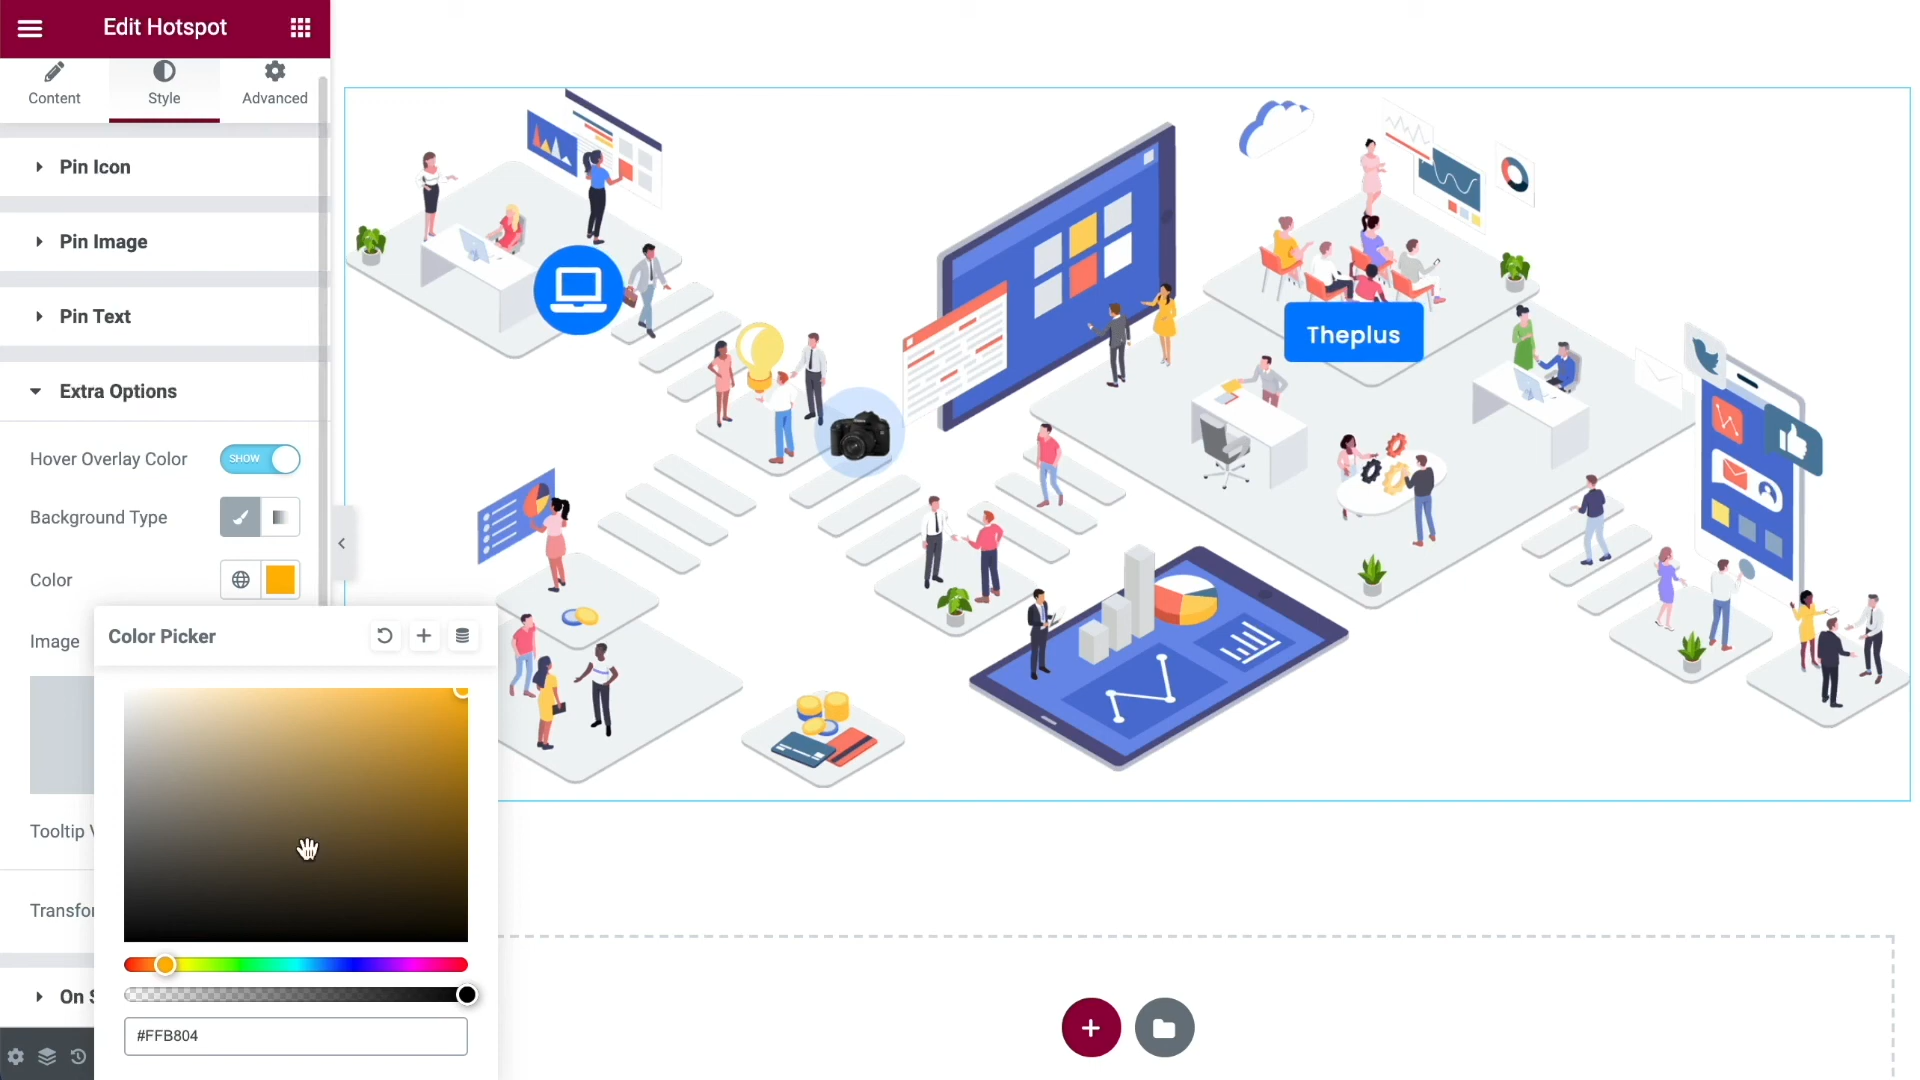 Edit Hotspot
Content
Style
Advanced
Pin Icon
Pin Image
Pin Text
Extra Options
Hover Overlay Color
SHOW
Background Type
Color
Color Picker
Image
Tooltip
Transfor
On S
#FFB804
Theplus